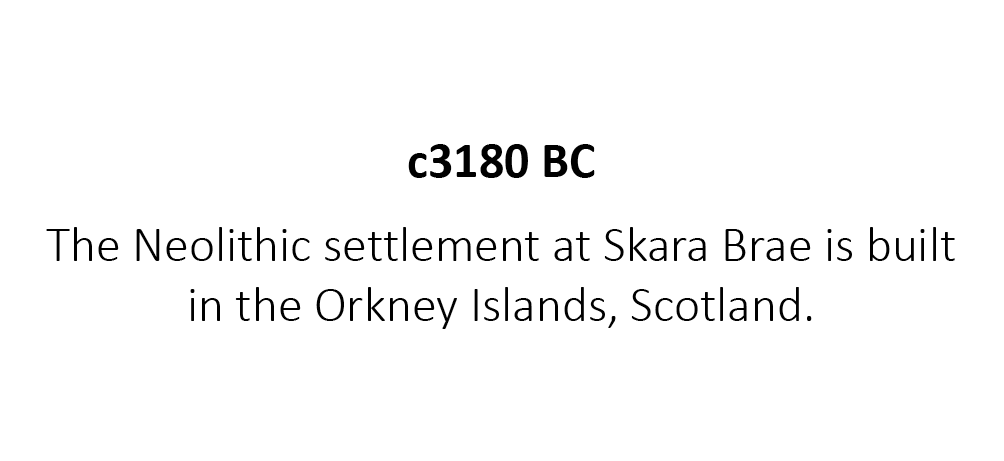 c3180 BC
The Neolithic settlement at Skara Brae is built
in the Orkney Islands, Scotland.